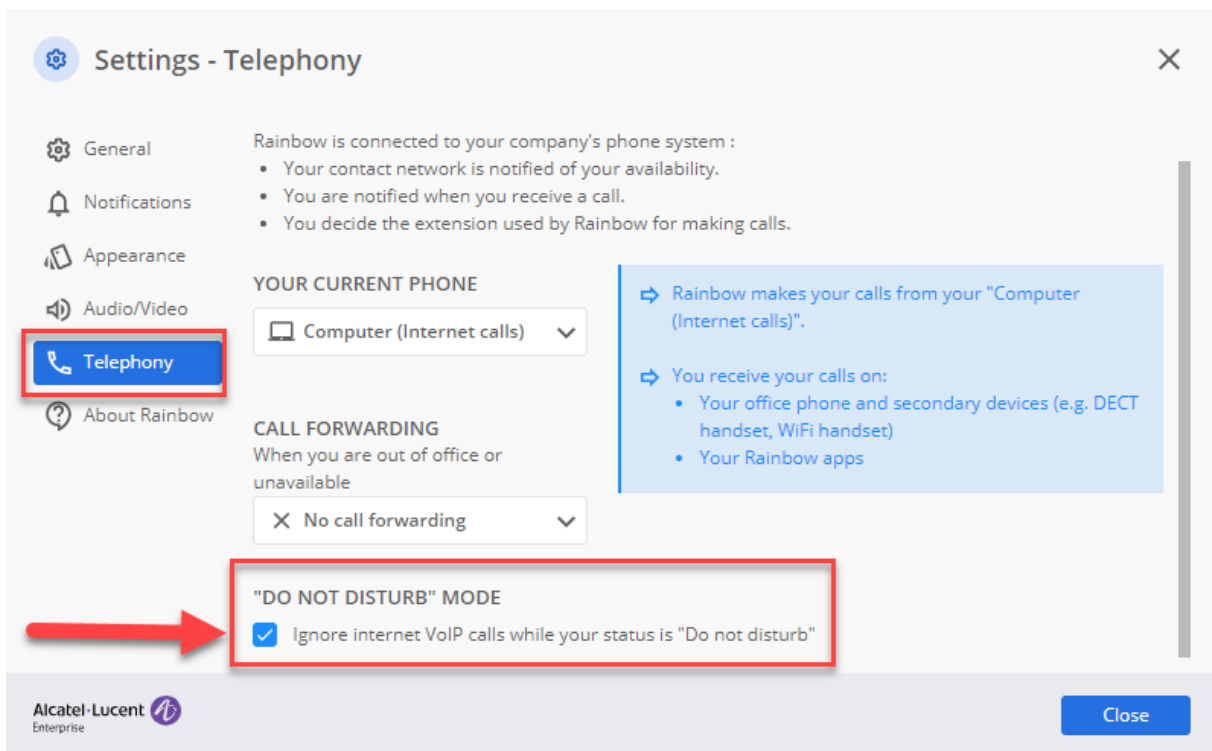 Settings - Telephony
General
Notifications
Appearance
Audio/Video
Telephony
About Rainbow
Rainbow is connected to your company's phone system :
• Your contact network is notified of your availability.
• You are notified when you receive a call.
• You decide the extension used by Rainbow for making calls.
YOUR CURRENT PHONE
Computer (Internet calls)
Rainbow makes your calls from your "Computer
(Internet calls)".
You receive your calls on:
• Your office phone and secondary devices (e.g. DECT
handset, WiFi handset)
• Your Rainbow apps
CALL FORWARDING
When you are out of office or
unavailable
No call forwarding
"DO NOT DISTURB" MODE
Ignore internet VoIP calls while your status is "Do not disturb"
Alcatel·Lucent
Enterprise
Close